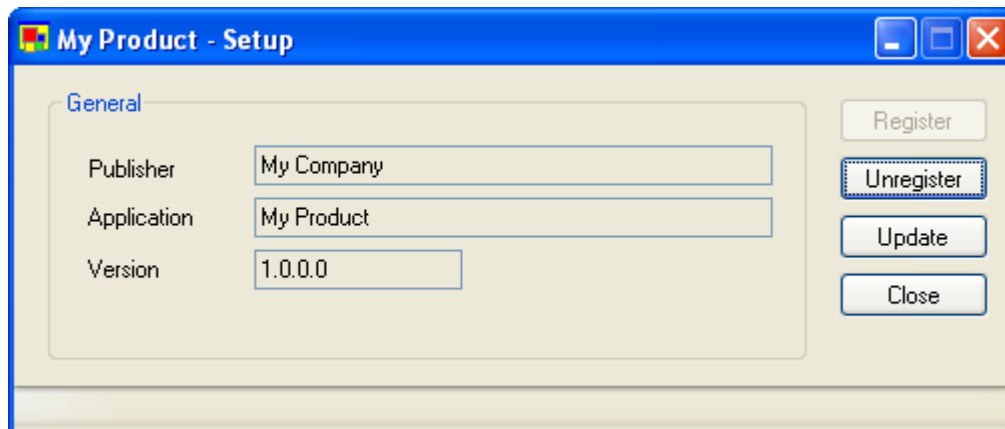 My Product - Setup
General
Register
Publisher My Company
Unregister
Application My Product
Update
Version 1.0.0.0
Close